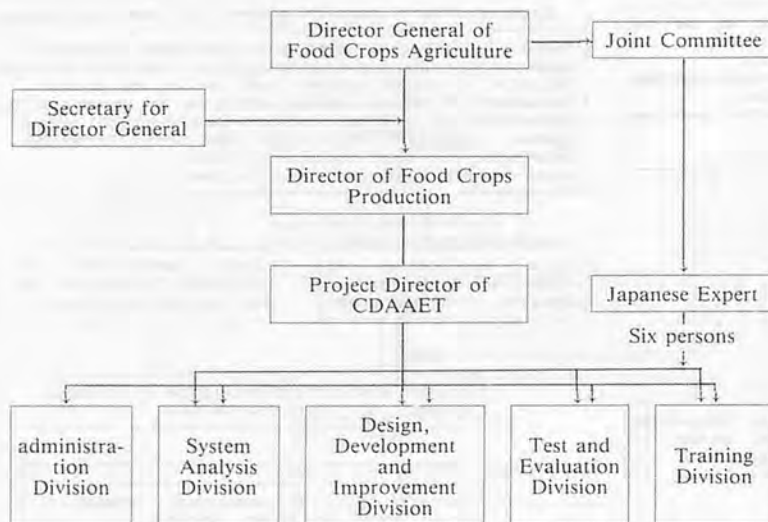 Director General of
Food Crops Agriculture
Joint Committee
Secretary for
Director General
Director of Food Crops
Production
Project Director of
CDAAET
Japanese Expert
Six persons
administra-
tion
Division
System
Analysis
Division
Design,
Development
and
Improvement
Division
Test and
Evaluation
Division
Training
Division